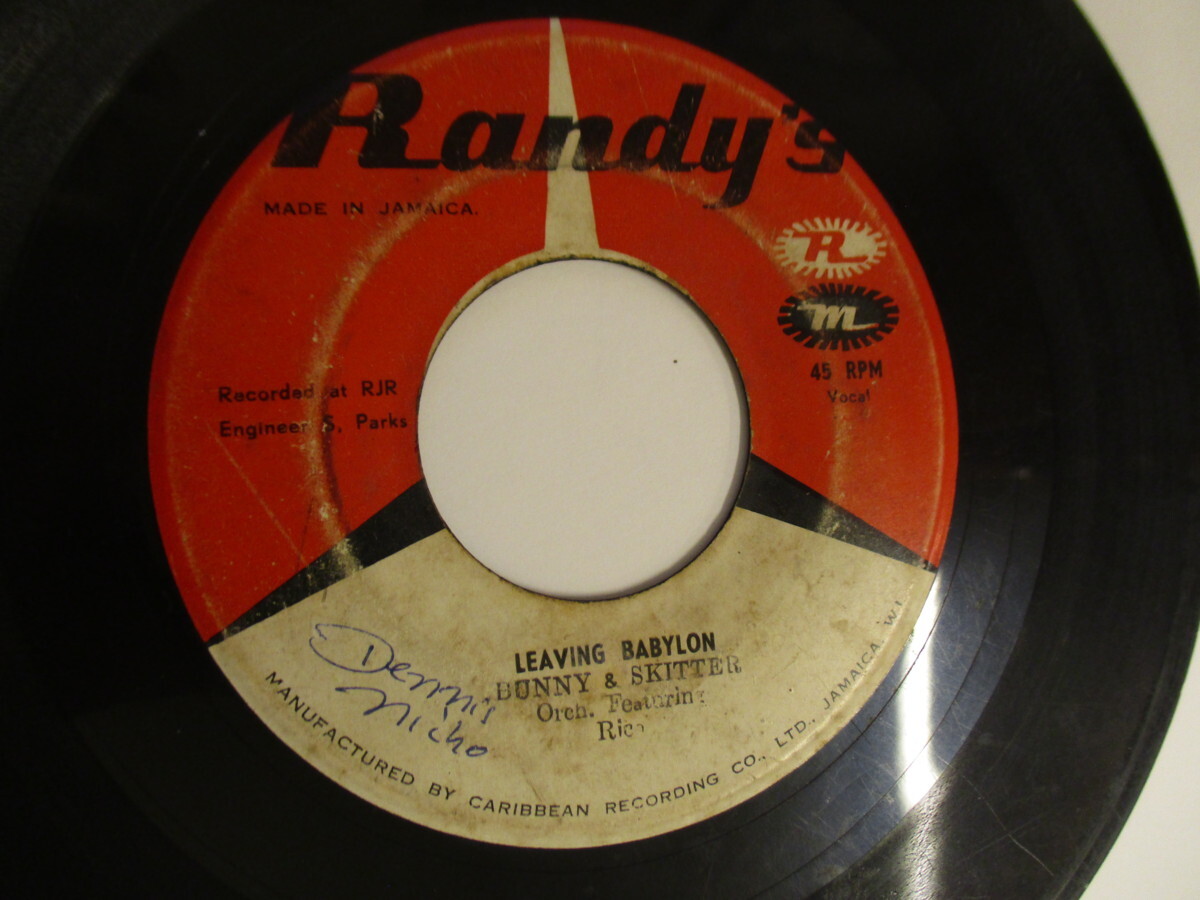 Randy's
MADE IN JAMAICA.
R
m
45 RPM
Vocal
Recorded at RJR
Engineer S. Parks
LEAVING BABYLON
BUNNY & SKITTER
Orch. Featuring
Rico
Dennis
Nicho
MANUFACTURED BY CARIBBEAN RECORDING CO., LTD., JAMAICA, W.I.